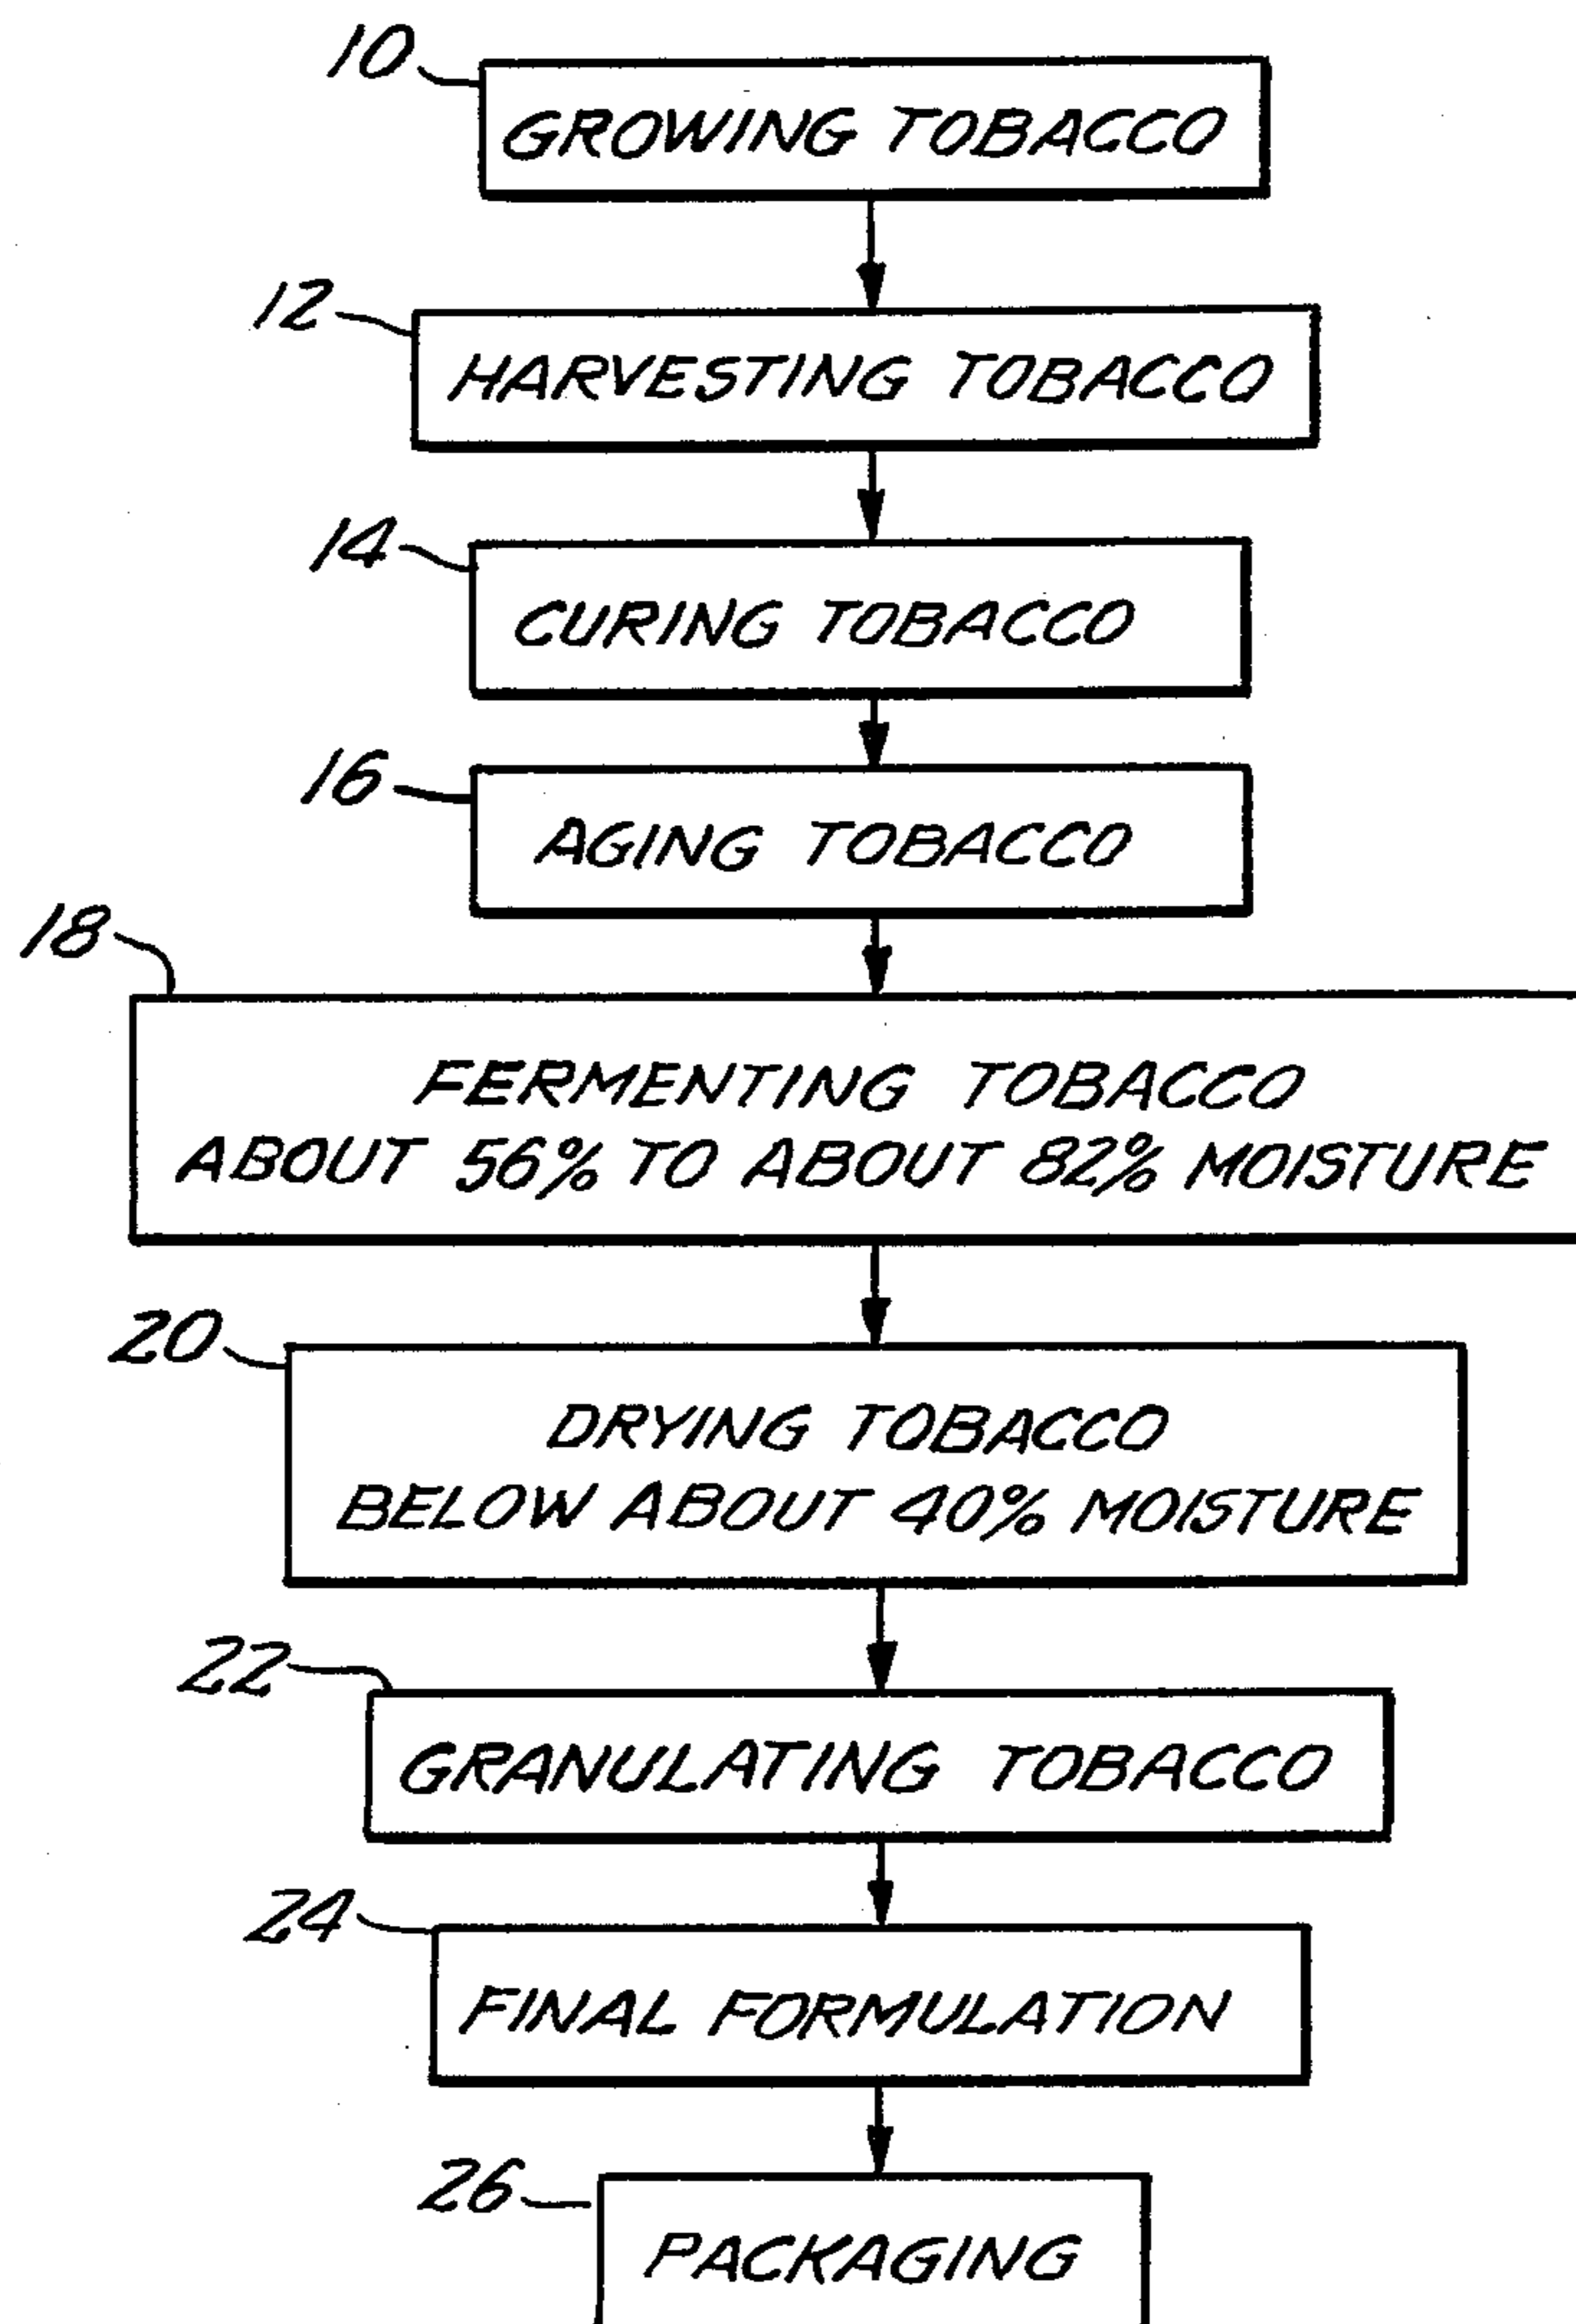 10
GROWING TOBACCO
12
HARVESTING TOBACCO
14
CURING TOBACCO
16
AGING TOBACCO
18
FERMENTING TOBACCO
ABOUT 56% TO ABOUT 82% MOISTURE
20
DRYING TOBACCO
BELOW ABOUT 40% MOISTURE
22
GRANULATING TOBACCO
24
FINAL FORMULATION
26
PACKAGING